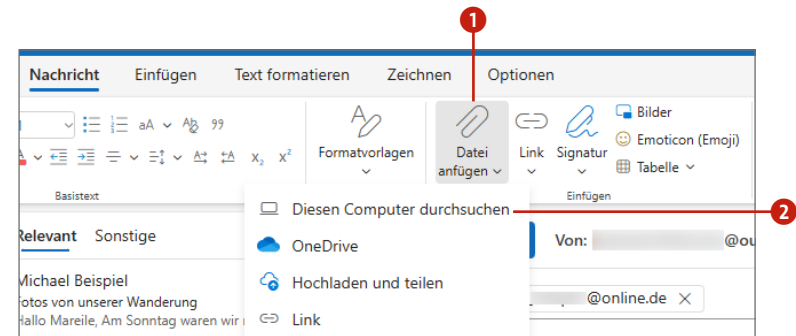 1
Nachricht Einfügen Text formatieren Zeichnen Optionen
aA 99
Bilder
Emoticon (Emoji)
Tabelle
x₂ x²
Formatvorlagen
Datei anfügen
Link
Signatur
Basistext
Einfügen
Diesen Computer durchsuchen
2
OneDrive
Hochladen und teilen
Link
Relevant Sonstige
Von: @ou
Michael Beispiel
Fotos von unserer Wanderung
Hallo Mareile, Am Sonntag waren wir
@online.de